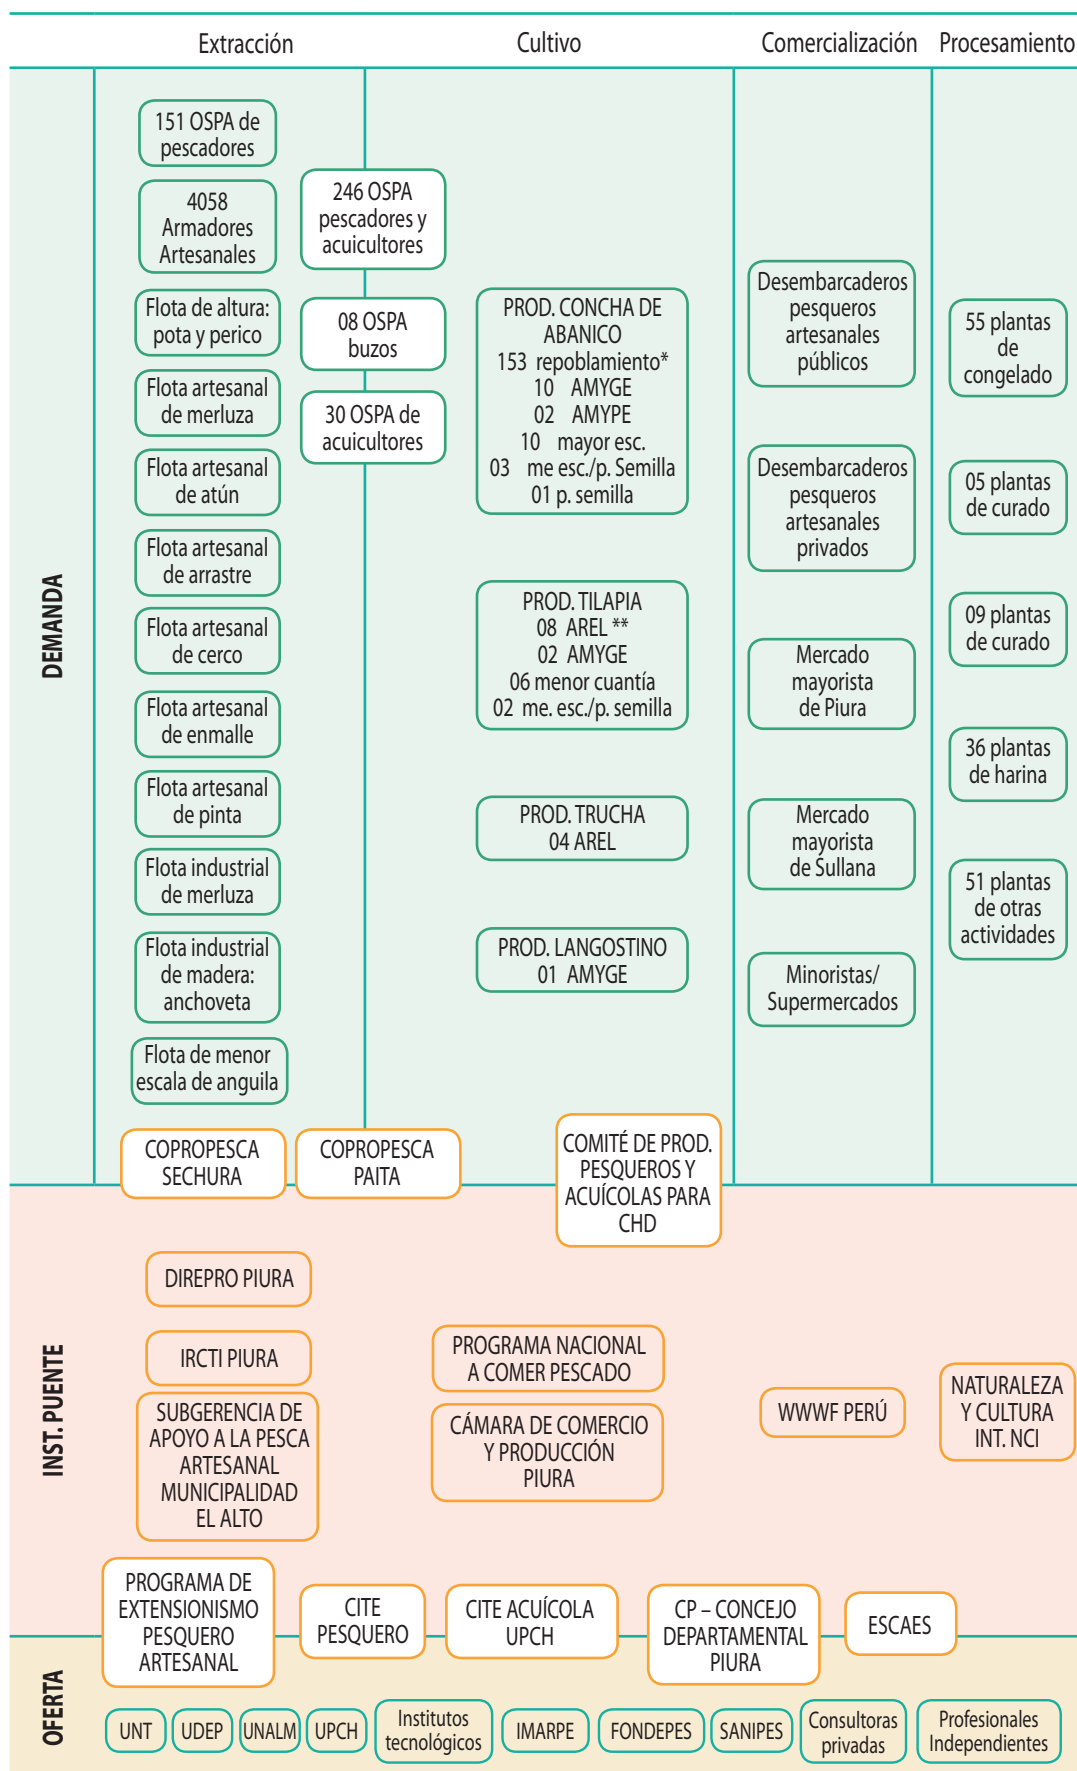 Extracción
Cultivo
Comercialización
Procesamiento
DEMANDA
151 OSPA de
pescadores
4058
Armadores
Artesanales
Flota de altura:
pota y perico
Flota artesanal
de merluza
Flota artesanal
de atún
Flota artesanal
de arrastre
Flota artesanal
de cerco
Flota artesanal
de enmalle
Flota artesanal
de pinta
Flota industrial
de merluza
Flota industrial
de madera:
anchoveta
Flota de menor
escala de anguila
246 OSPA
pescadores y
acuicultores
08 OSPA
buzos
30 OSPA de
acuicultores
PROD. CONCHA DE
ABANICO
153 repoblamiento*
10 AMYGE
02 AMYPE
10 mayor esc.
03 me esc./p. Semilla
01 p. semilla
PROD. TILAPIA
08 AREL **
02 AMYGE
06 menor cuantía
02 me. esc./p. semilla
PROD. TRUCHA
04 AREL
PROD. LANGOSTINO
01 AMYGE
Desembarcaderos
pesqueros
artesanales
públicos
Desembarcaderos
pesqueros
artesanales
privados
Mercado
mayorista
de Piura
Mercado
mayorista
de Sullana
Minoristas/
Supermercados
55 plantas
de
congelado
05 plantas
de curado
09 plantas
de curado
36 plantas
de harina
51 plantas
de otras
actividades
COPROPESCA
SECHURA
COPROPESCA
PAITA
COMITÉ DE PROD.
PESQUEROS Y
ACUÍCOLAS PARA
CHD
INST. PUENTE
DIREPRO PIURA
IRCTI PIURA
SUBGERENCIA DE
APOYO A LA PESCA
ARTESANAL
MUNICIPALIDAD
EL ALTO
PROGRAMA NACIONAL
A COMER PESCADO
CÁMARA DE COMERCIO
Y PRODUCCIÓN
PIURA
WWWF PERÚ
NATURALEZA
Y CULTURA
INT. NCI
PROGRAMA DE
EXTENSIONISMO
PESQUERO
ARTESANAL
CITE
PESQUERO
CITE ACUÍCOLA
UPCH
CP – CONCEJO
DEPARTAMENTAL
PIURA
ESCAES
OFERTA
UNT
UDEP
UNALM
UPCH
Institutos
tecnológicos
IMARPE
FONDEPES
SANIPES
Consultoras
privadas
Profesionales
Independientes